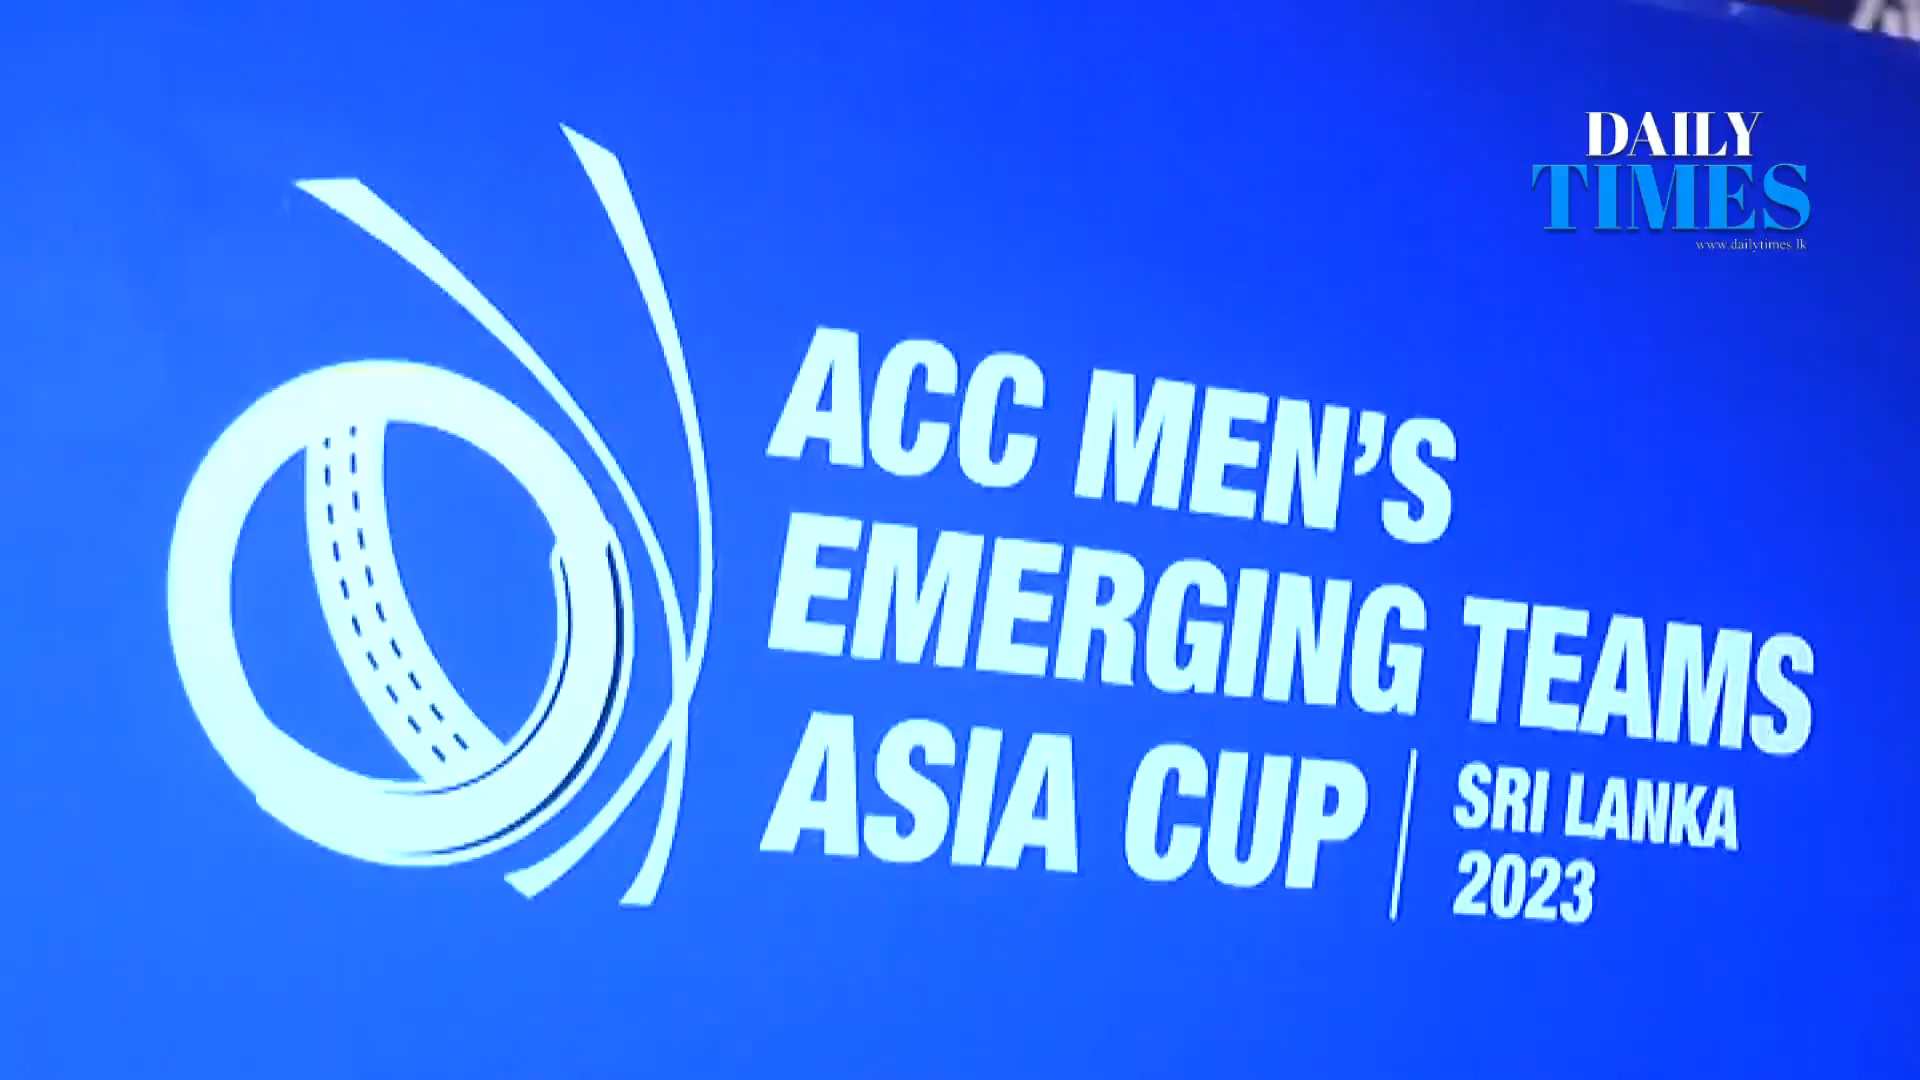 DAILY
TIMES
www.dailytimes.lk
ACC MEN'S
EMERGING TEAMS
ASIA CUP
SRI LANKA
2023